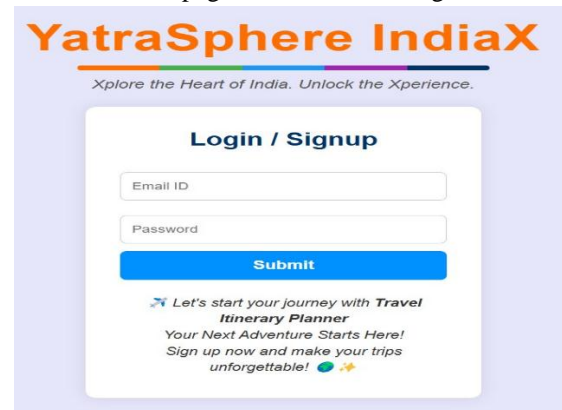 YatraSphere IndiaX
Xplore the Heart of India. Unlock the Xperience.
Login / Signup
Email ID
Password
Submit
✈️ Let's start your journey with Travel
Itinerary Planner
Your Next Adventure Starts Here!
Sign up now and make your trips
unforgettable! 🌍 ✨